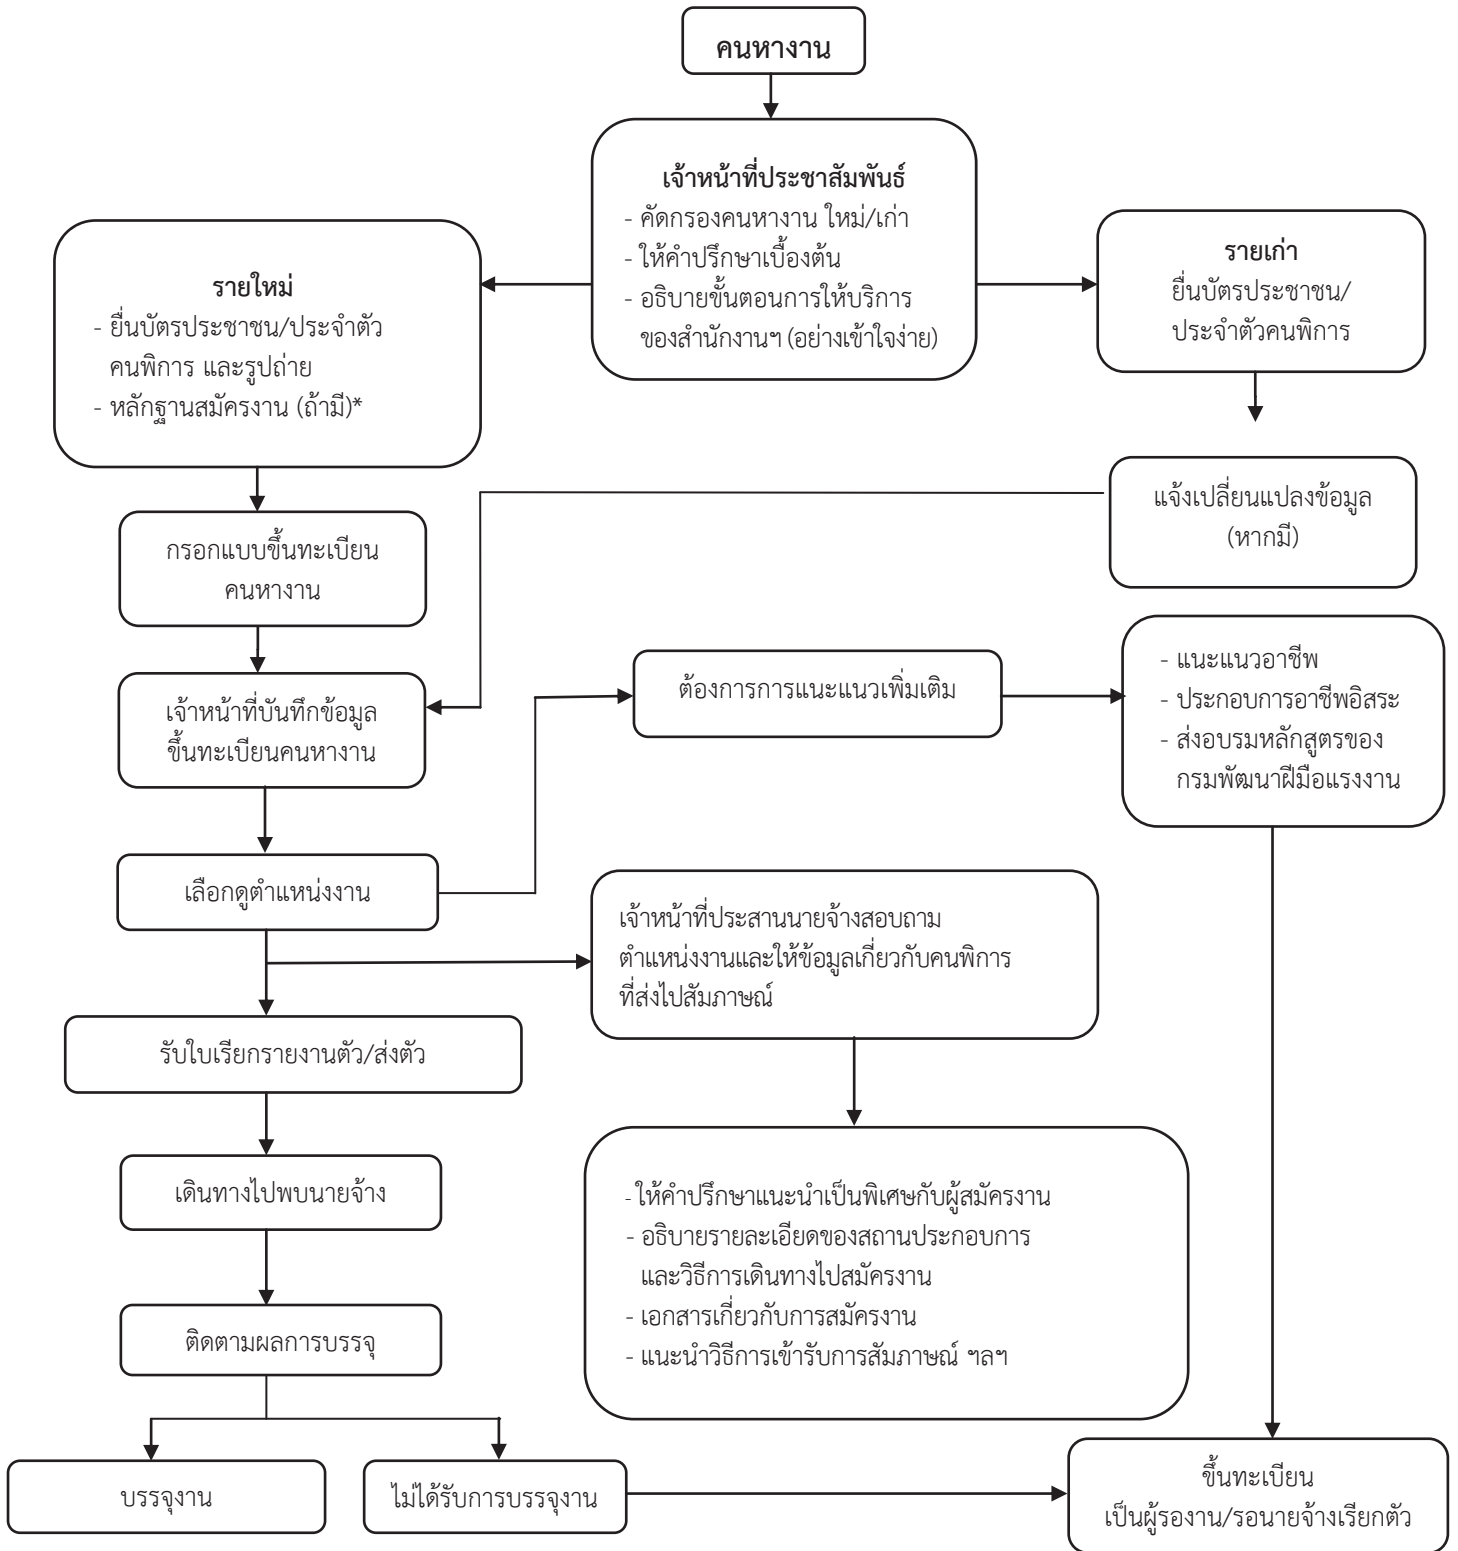 คนหางาน
เจ้าหน้าที่ประชาสัมพันธ์
- คัดกรองคนหางาน ใหม่/เก่า
- ให้คำปรึกษาเบื้องต้น
- อธิบายขั้นตอนการให้บริการ
ของสำนักงานฯ (อย่างเข้าใจง่าย)
รายใหม่
- ยื่นบัตรประชาชน/ประจำตัว
คนพิการ และรูปถ่าย
- หลักฐานสมัครงาน (ถ้ามี)*
รายเก่า
ยื่นบัตรประชาชน/
ประจำตัวคนพิการ
แจ้งเปลี่ยนแปลงข้อมูล
(หากมี)
กรอกแบบขึ้นทะเบียน
คนหางาน
เจ้าหน้าที่บันทึกข้อมูล
ขึ้นทะเบียนคนหางาน
ต้องการการแนะแนวเพิ่มเติม
- แนะแนวอาชีพ
- ประกอบการอาชีพอิสระ
- ส่งอบรมหลักสูตรของ
กรมพัฒนาฝีมือแรงงาน
เลือกดูตำแหน่งงาน
เจ้าหน้าที่ประสานนายจ้างสอบถาม
ตำแหน่งงานและให้ข้อมูลเกี่ยวกับคนพิการ
ที่ส่งไปสัมภาษณ์
รับใบเรียกรายงานตัว/ส่งตัว
เดินทางไปพบนายจ้าง
- ให้คำปรึกษาแนะนำเป็นพิเศษกับผู้สมัครงาน
- อธิบายรายละเอียดของสถานประกอบการ
และวิธีการเดินทางไปสมัครงาน
- เอกสารเกี่ยวกับการสมัครงาน
- แนะนำวิธีการเข้ารับการสัมภาษณ์ ฯลฯ
ติดตามผลการบรรจุ
บรรจุงาน
ไม่ได้รับการบรรจุงาน
ขึ้นทะเบียน
เป็นผู้รองาน/รอนายจ้างเรียกตัว